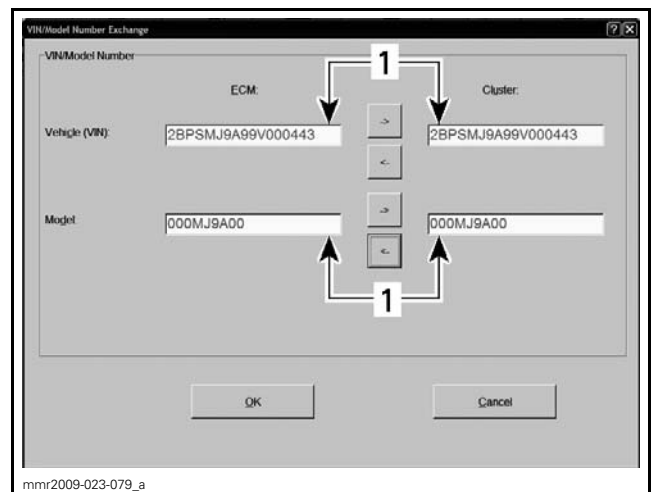 VIN/Model Number Exchange
VIN/Model Number
1
ECM:
Cluster:
Vehicle (VIN):
2BPSMJ9A99V000443
->
2BPSMJ9A99V000443
<-
Model:
000MJ9A00
->
000MJ9A00
<-
1
OK
Cancel
mmr2009-023-079_a